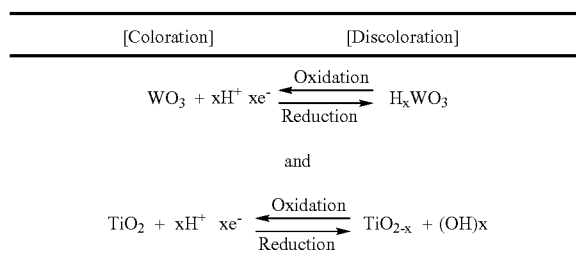 [Coloration] [Discoloration]
Oxidation
WO₃ + xH⁺ xe⁻ HₓWO₃
Reduction
and
Oxidation
TiO₂ + xH⁺ xe⁻ TiO₂₋ₓ + (OH)x
Reduction